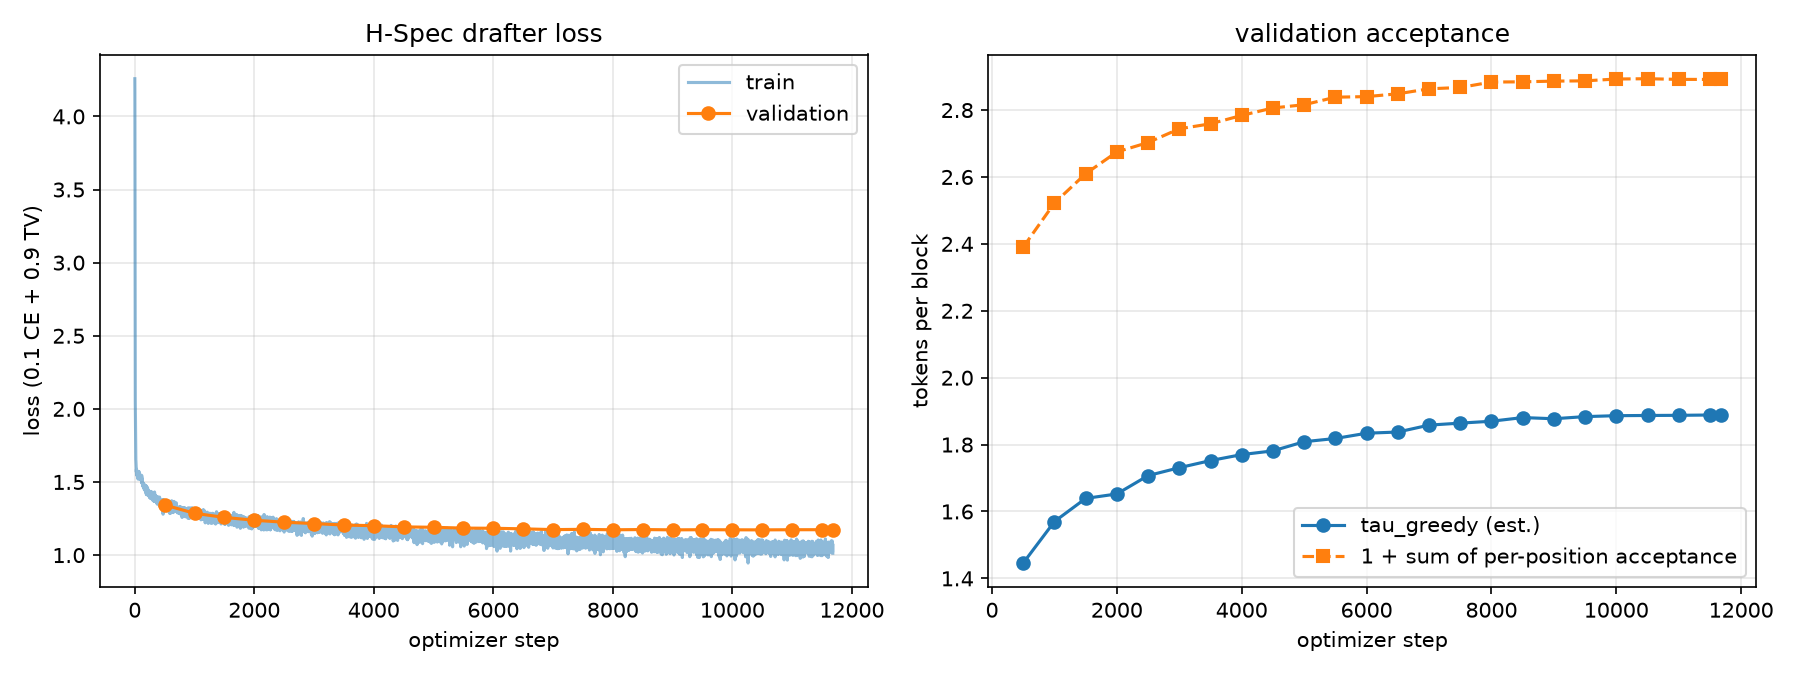 H-Spec drafter loss
train
validation
4.0
3.5
3.0
2.5
2.0
1.5
1.0
loss (0.1 CE + 0.9 TV)
0
2000
4000
6000
8000
10000
12000
optimizer step
validation acceptance
2.8
2.6
2.4
2.2
2.0
1.8
1.6
1.4
tokens per block
tau_greedy (est.)
1 + sum of per-position acceptance
0
2000
4000
6000
8000
10000
12000
optimizer step